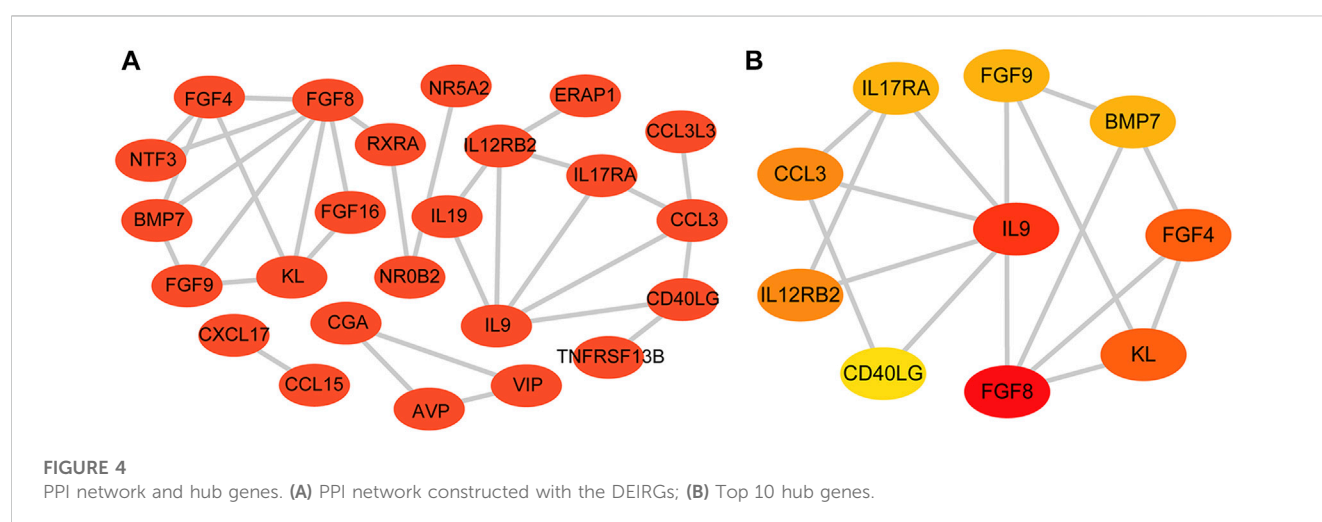 A
B
FGF4
FGF8
NR5A2
ERAP1
NTF3
RXRA
IL12RB2
CCL3L3
IL17RA
BMP7
FGF16
IL19
CCL3
FGF9
KL
NR0B2
CD40LG
CXCL17
CGA
IL9
TNFRSF13B
CCL15
AVP
VIP
IL17RA
FGF9
BMP7
CCL3
IL9
FGF4
IL12RB2
CD40LG
FGF8
KL
FIGURE 4
PPI network and hub genes. (A) PPI network constructed with the DEIRGs; (B) Top 10 hub genes.